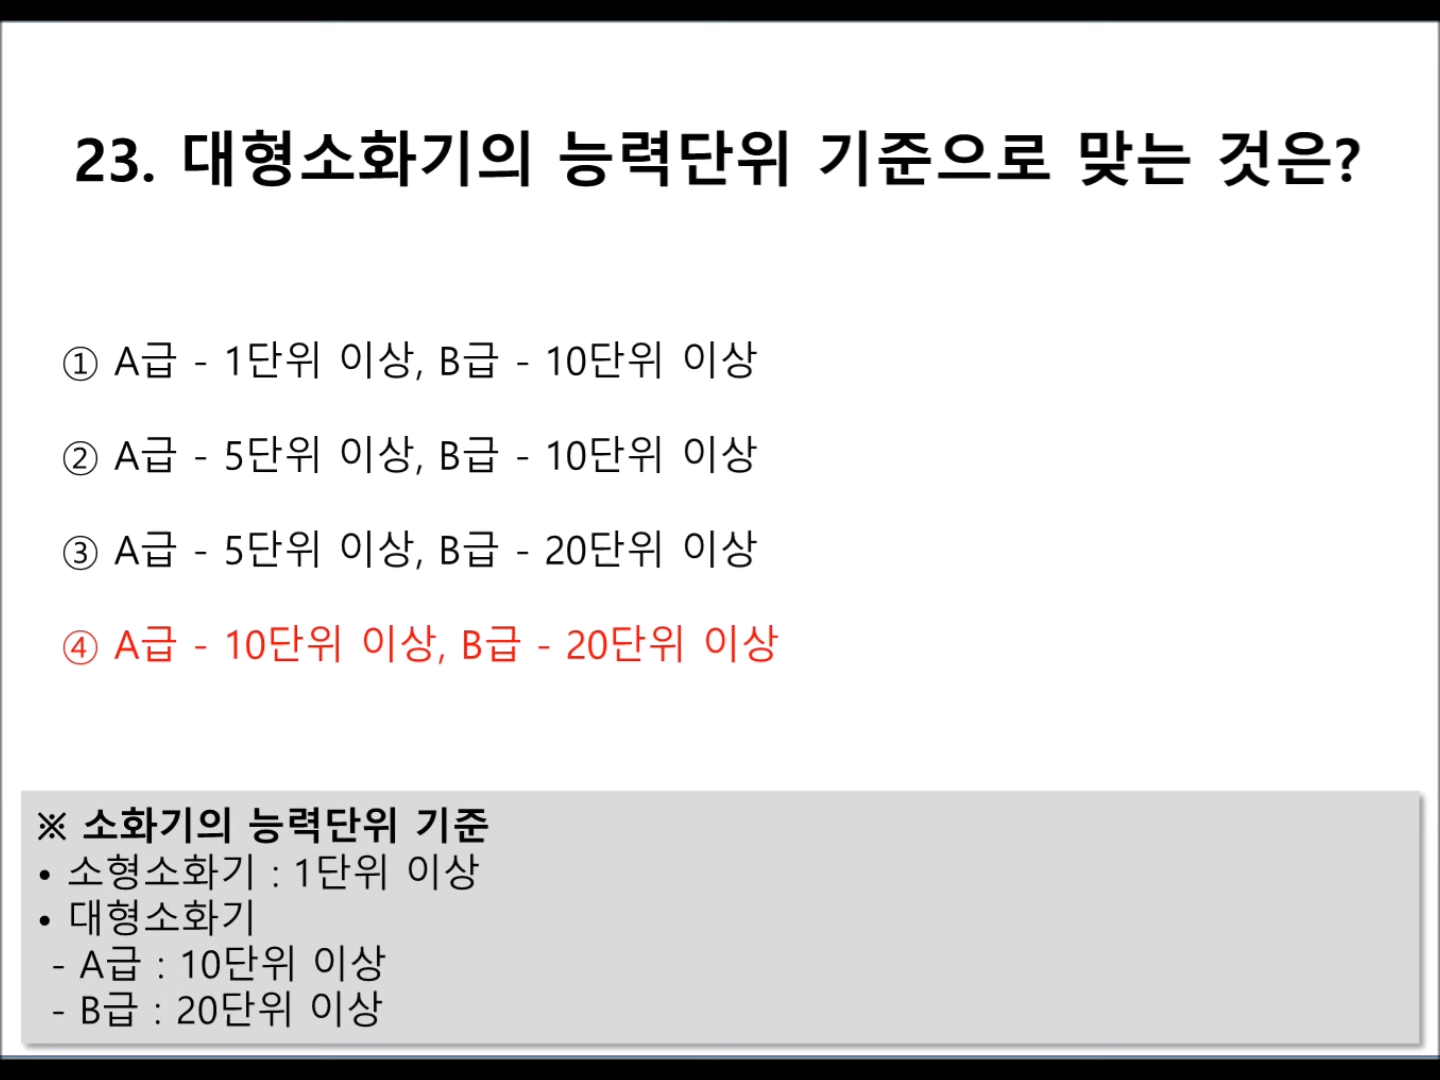 23. 대형소화기의 능력단위 기준으로 맞는 것은?
① A급 - 1단위 이상, B급 - 10단위 이상
② A급 - 5단위 이상, B급 - 10단위 이상
③ A급 - 5단위 이상, B급 - 20단위 이상
④ A급 - 10단위 이상, B급 - 20단위 이상
※ 소화기의 능력단위 기준
• 소형소화기 : 1단위 이상
• 대형소화기
- A급 : 10단위 이상
- B급 : 20단위 이상